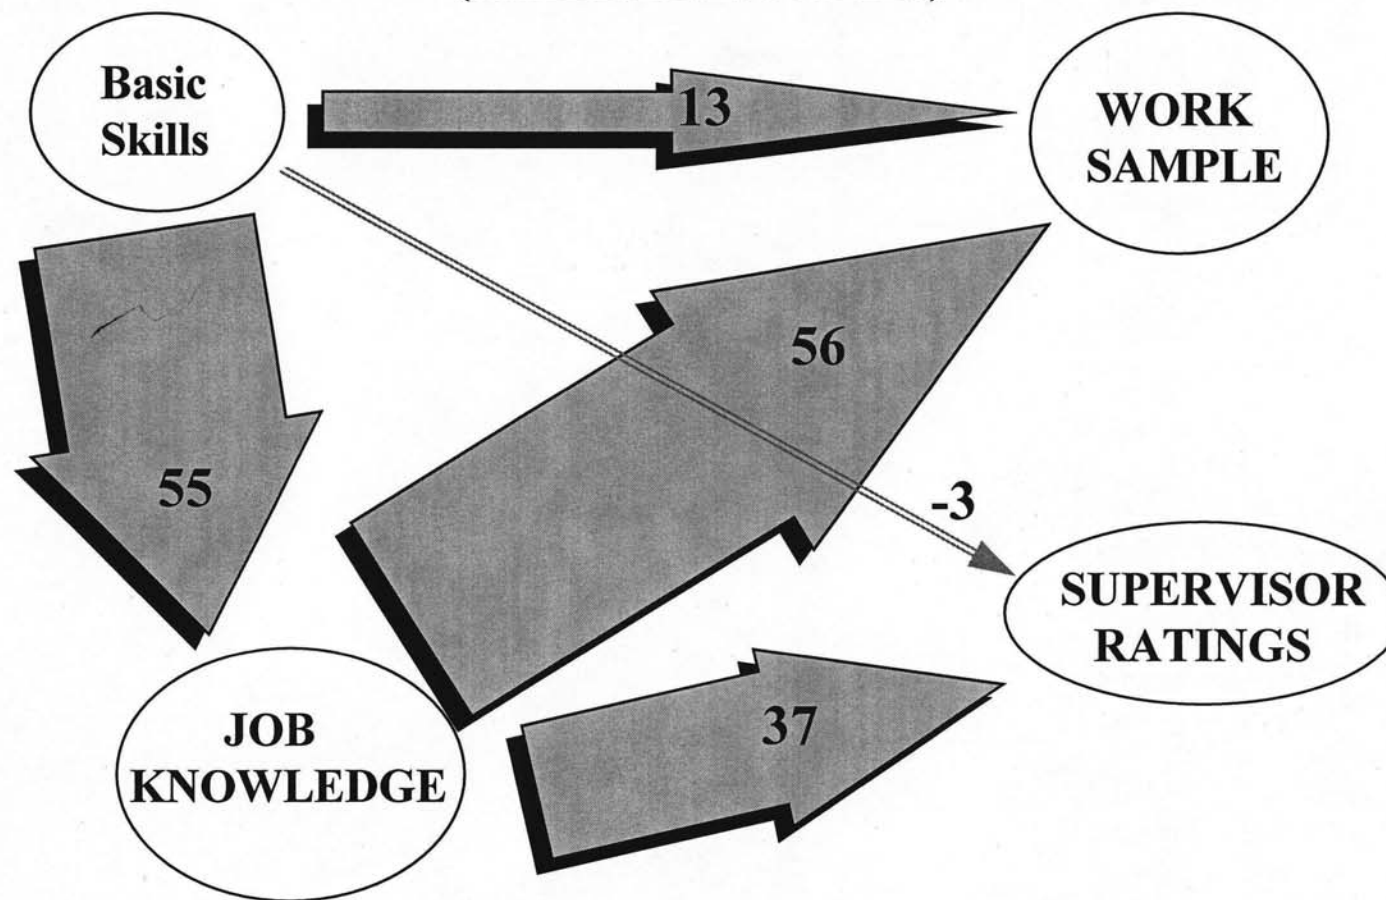 Basic
Skills
13
WORK
SAMPLE
56
55
-3
SUPERVISOR
RATINGS
JOB
KNOWLEDGE
37